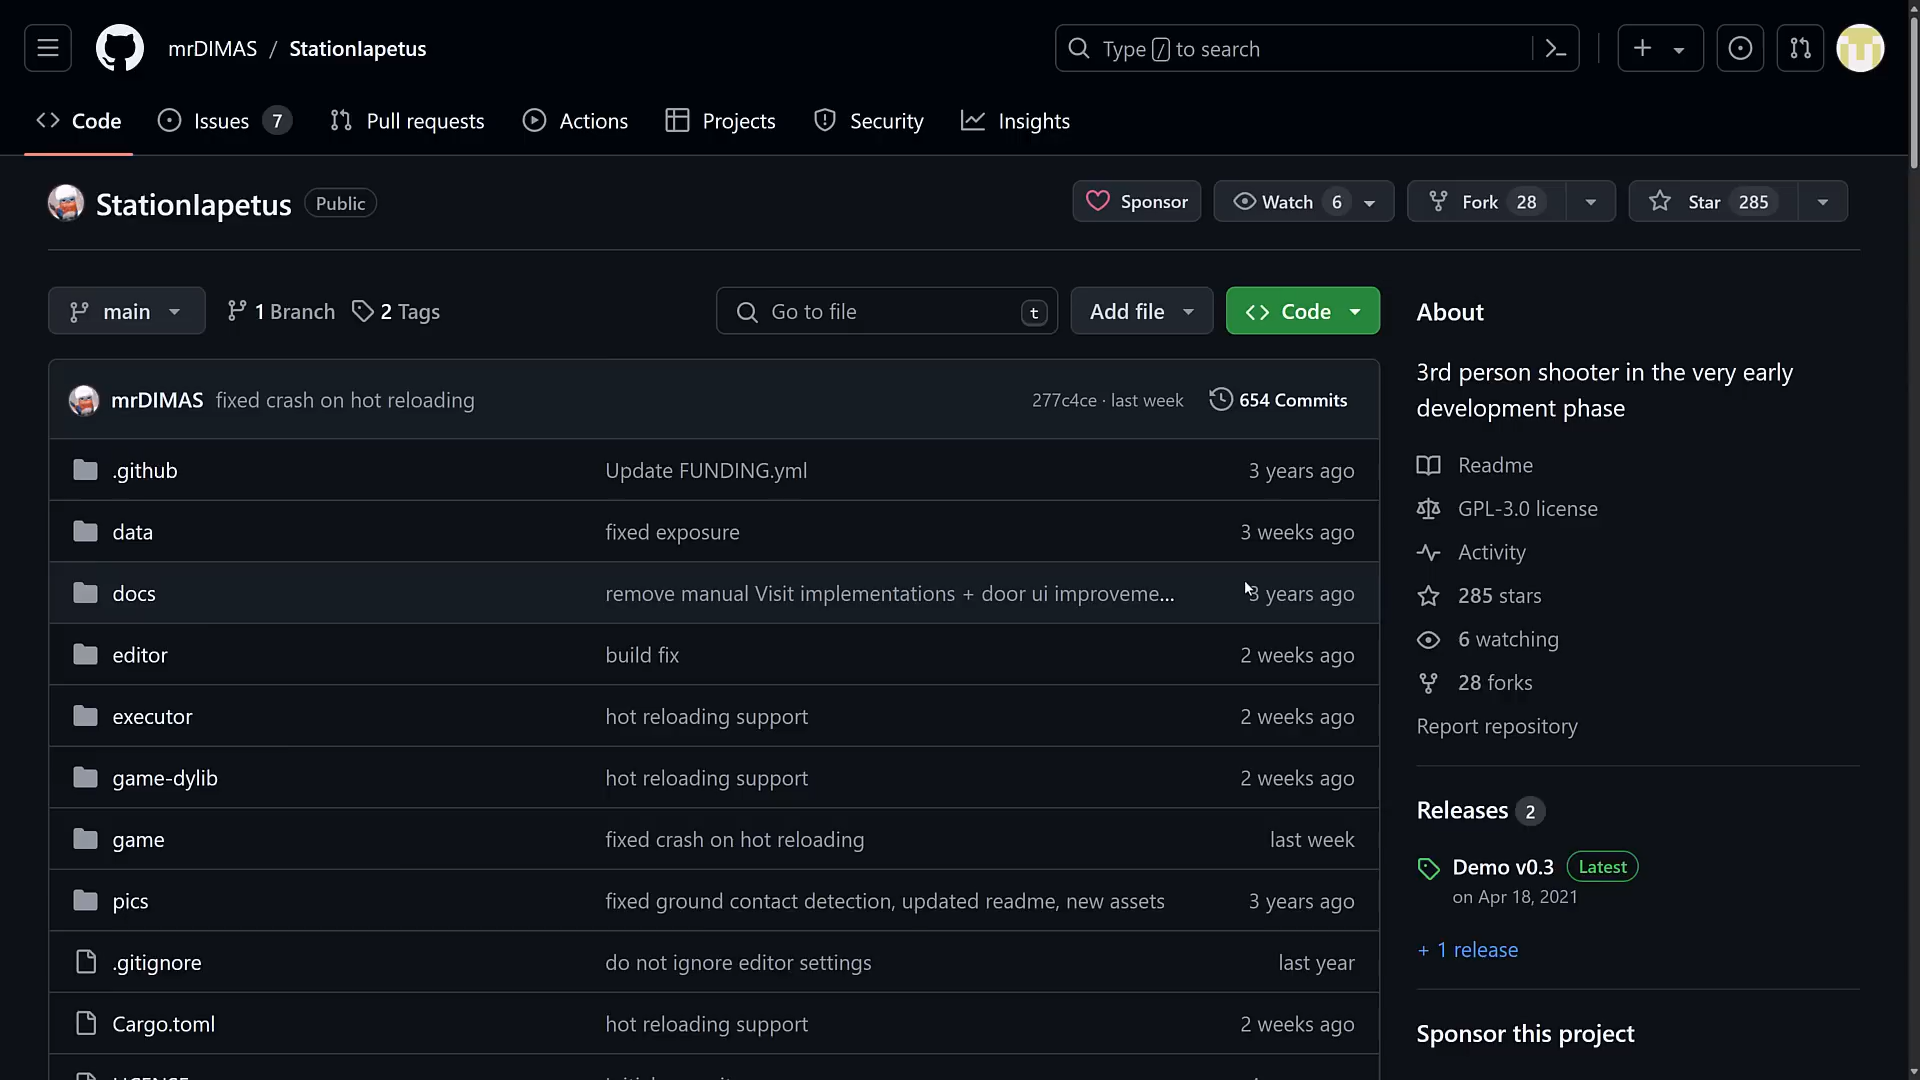 mrDIMAS / StationIapetus
Type / to search
Code
Issues 7
Pull requests
Actions
Projects
Security
Insights
StationIapetus Public
Sponsor
Watch 6
Fork 28
Star 285
main
1 Branch
2 Tags
Go to file t
Add file
Code
mrDIMAS fixed crash on hot reloading 277c4ce · last week 654 Commits
.github Update FUNDING.yml 3 years ago
data fixed exposure 3 weeks ago
docs remove manual Visit implementations + door ui improveme... 3 years ago
editor build fix 2 weeks ago
executor hot reloading support 2 weeks ago
game-dylib hot reloading support 2 weeks ago
game fixed crash on hot reloading last week
pics fixed ground contact detection, updated readme, new assets 3 years ago
.gitignore do not ignore editor settings last year
Cargo.toml hot reloading support 2 weeks ago
About
3rd person shooter in the very early
development phase
Readme
GPL-3.0 license
Activity
285 stars
6 watching
28 forks
Report repository
Releases 2
Demo v0.3 Latest
on Apr 18, 2021
+ 1 release
Sponsor this project